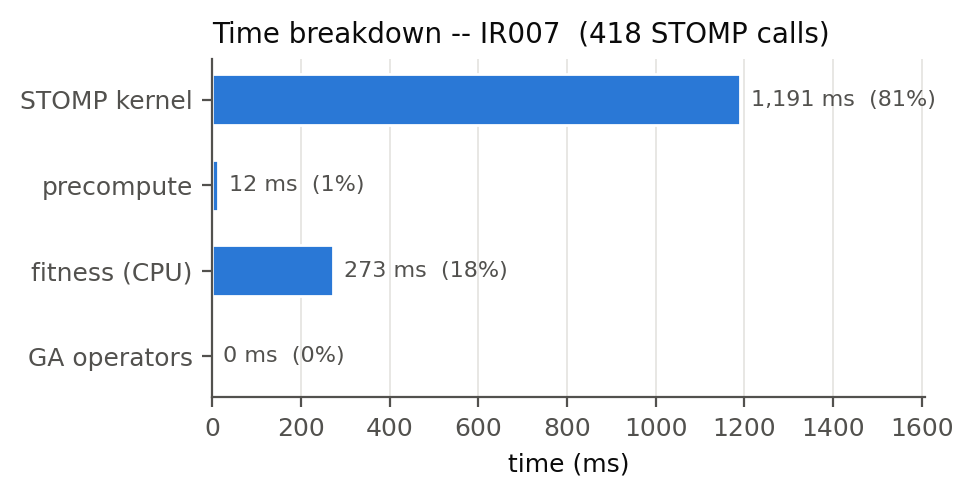 Time breakdown -- IR007  (418 STOMP calls)
STOMP kernel 1,191 ms  (81%)
precompute 12 ms  (1%)
fitness (CPU) 273 ms  (18%)
GA operators 0 ms  (0%)
0 200 400 600 800 1000 1200 1400 1600
time (ms)